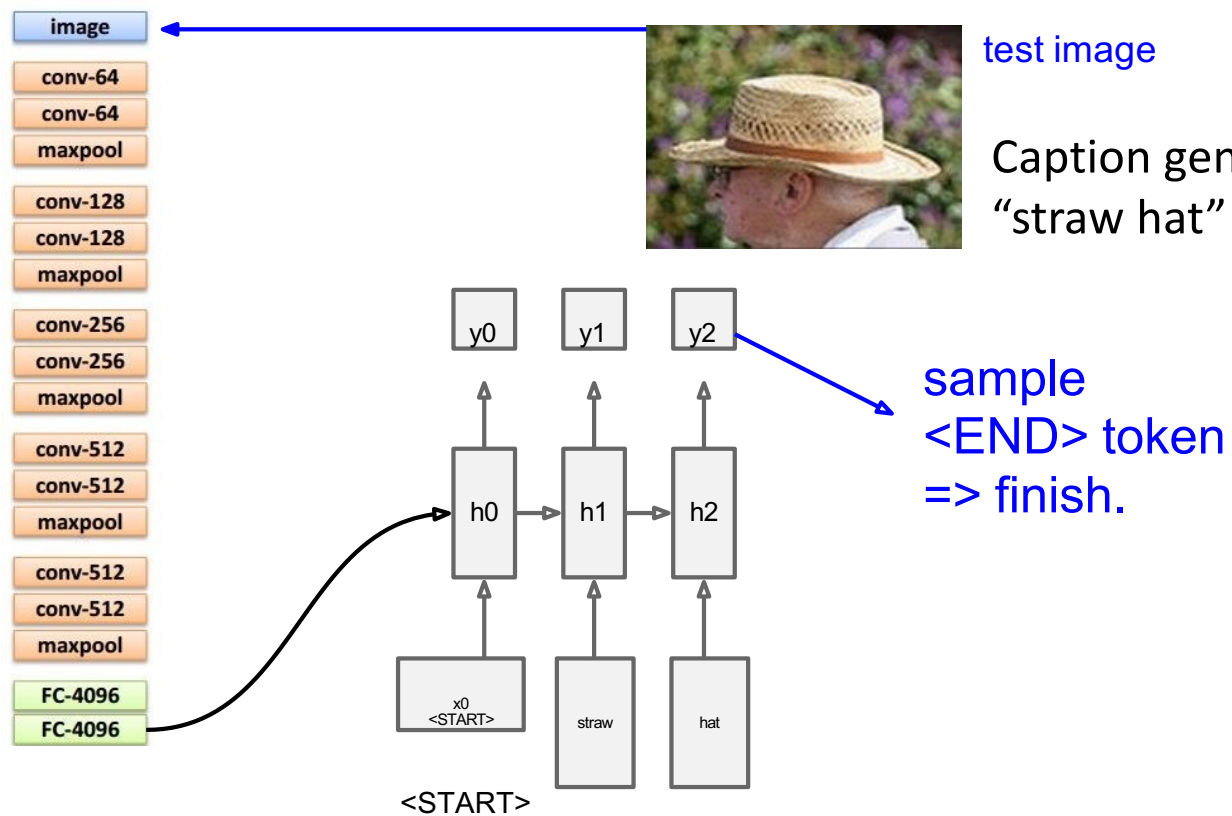 image
conv-64
conv-64
maxpool
conv-128
conv-128
maxpool
conv-256
conv-256
maxpool
conv-512
conv-512
maxpool
conv-512
conv-512
maxpool
FC-4096
FC-4096
test image
Caption gen
“straw hat”
y0 y1 y2
sample
<END> token
=> finish.
h0 h1 h2
x0
<START>
straw
hat
<START>